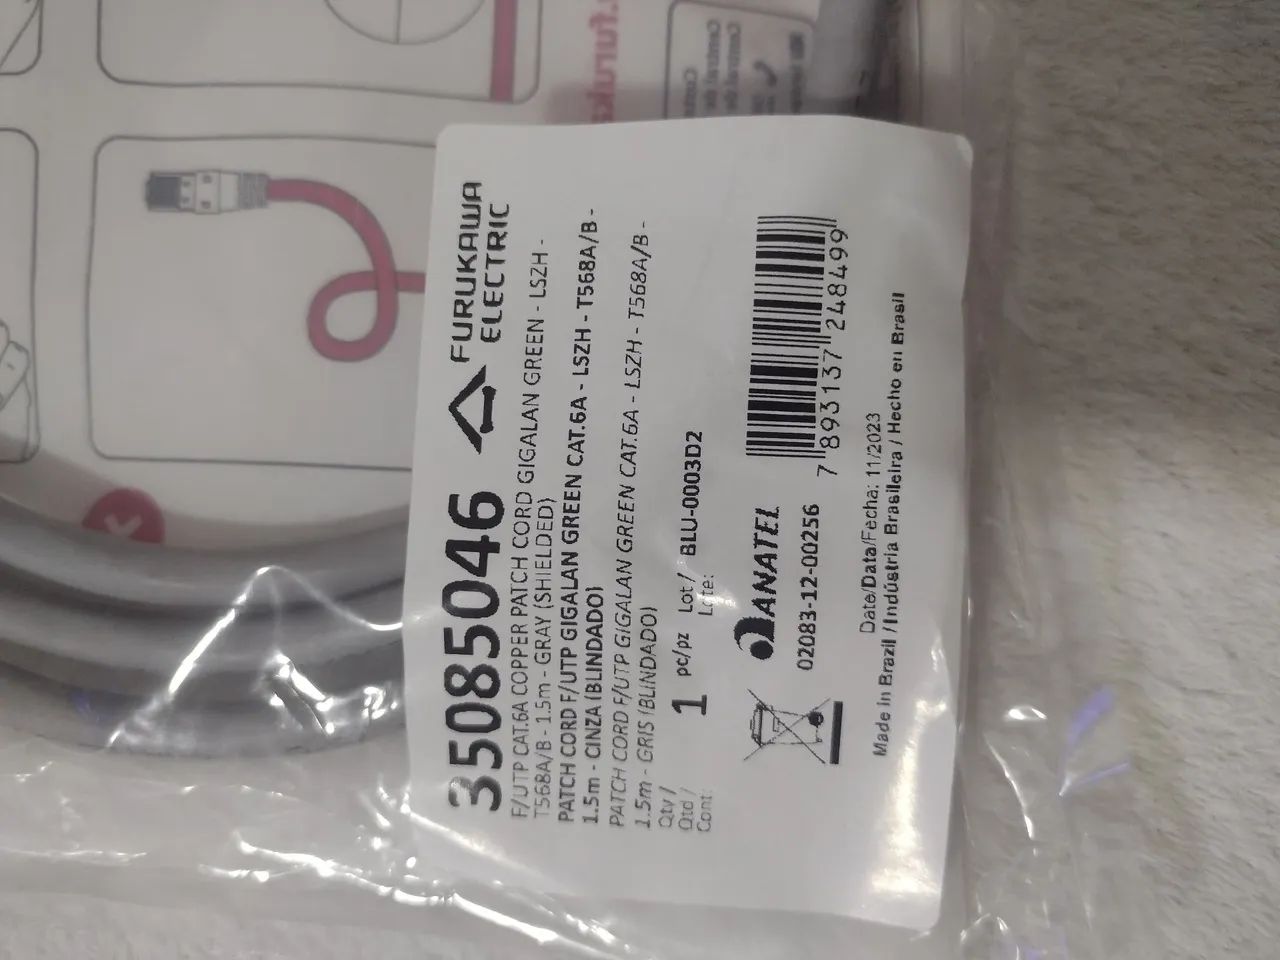 35085046
FURUKAWA
ELECTRIC
F/UTP CAT.6A COPPER PATCH CORD GIGALAN GREEN - LSZH -
T568A/B - 1.5m - GRAY (SHIELDED)
PATCH CORD F/UTP GIGALAN GREEN CAT.6A - LSZH - T568A/B -
1.5m - CINZA (BLINDADO)
PATCH CORD F/UTP GIGALAN GREEN CAT.6A - LSZH - T568A/B -
1.5m - GRIS (BLINDADO)
Qty / Qtd / Cont: 1 pc/pz Lot / Lote: BLU-0003D2
ANATEL
02083-12-00256
7 893137 248499
Date/Data/Fecha: 11/2023
Made in Brazil /Indústria Brasileira / Hecho en Brasil